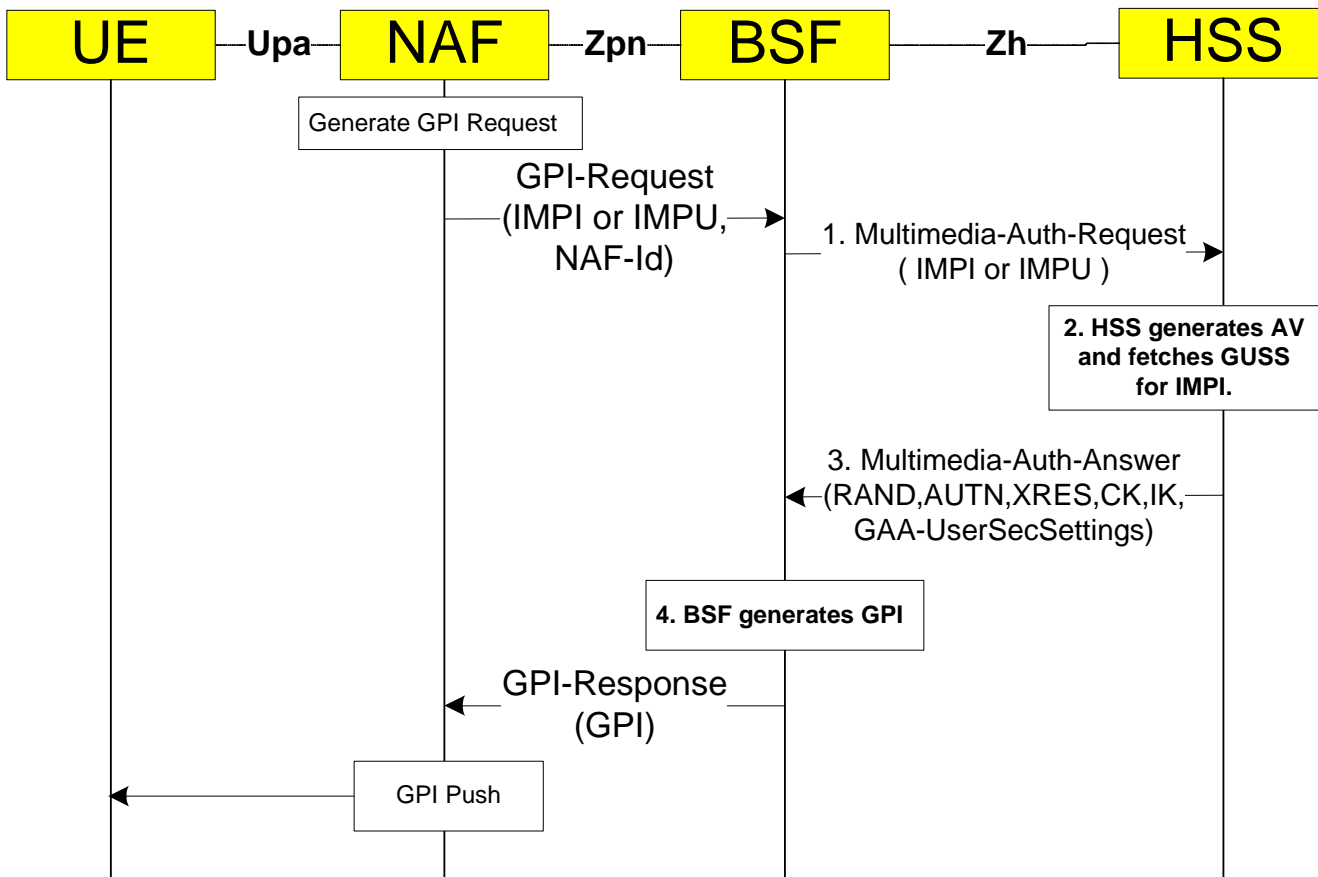 UE
Upa
NAF
Zpn
BSF
Zh
HSS
Generate GPI Request
GPI-Request
(IMPI or IMPU,
NAF-Id)
1. Multimedia-Auth-Request
( IMPI or IMPU )
2. HSS generates AV
and fetches GUSS
for IMPI.
3. Multimedia-Auth-Answer
(RAND,AUTN,XRES,CK,IK,
GAA-UserSecSettings)
4. BSF generates GPI
GPI-Response
(GPI)
GPI Push